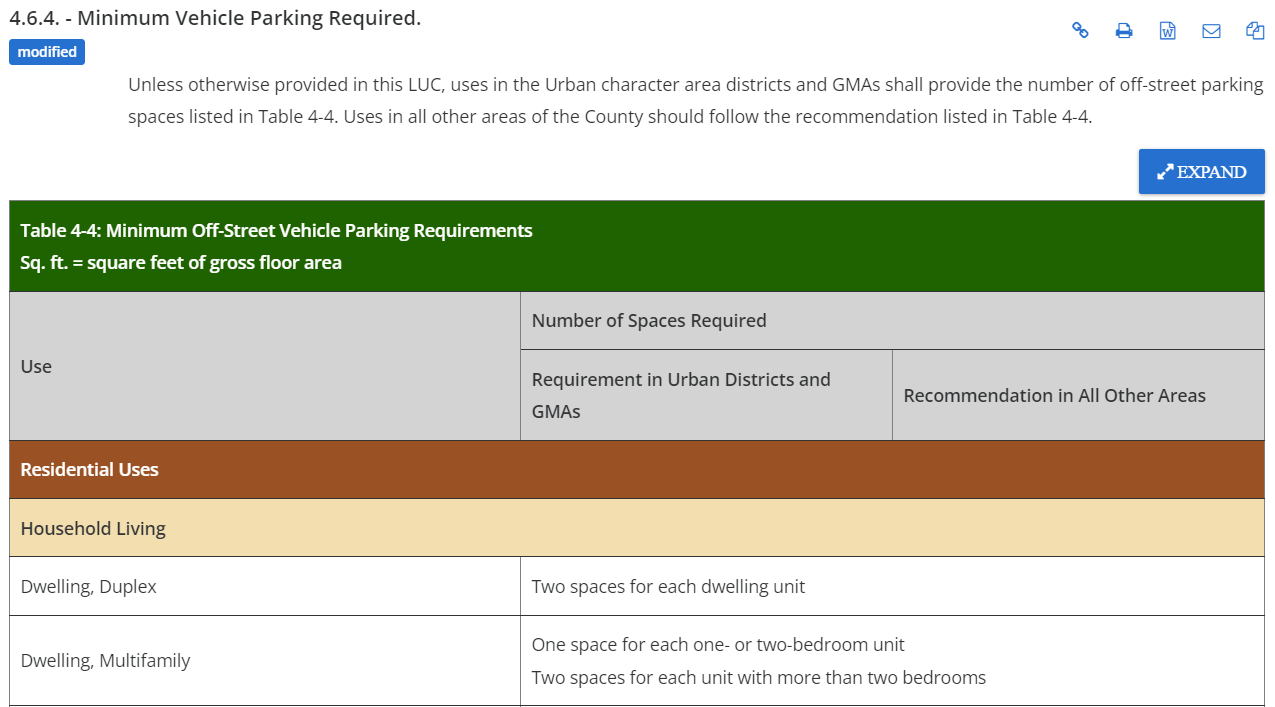 4.6.4. - Minimum Vehicle Parking Required.
modified
Unless otherwise provided in this LUC, uses in the Urban character area districts and GMAs shall provide the number of off-street parking
spaces listed in Table 4-4. Uses in all other areas of the County should follow the recommendation listed in Table 4-4.
EXPAND
Table 4-4: Minimum Off-Street Vehicle Parking Requirements
Sq. ft. = square feet of gross floor area
Use
Number of Spaces Required
Requirement in Urban Districts and
GMAs
Recommendation in All Other Areas
Residential Uses
Household Living
Dwelling, Duplex
Two spaces for each dwelling unit
Dwelling, Multifamily
One space for each one- or two-bedroom unit
Two spaces for each unit with more than two bedrooms